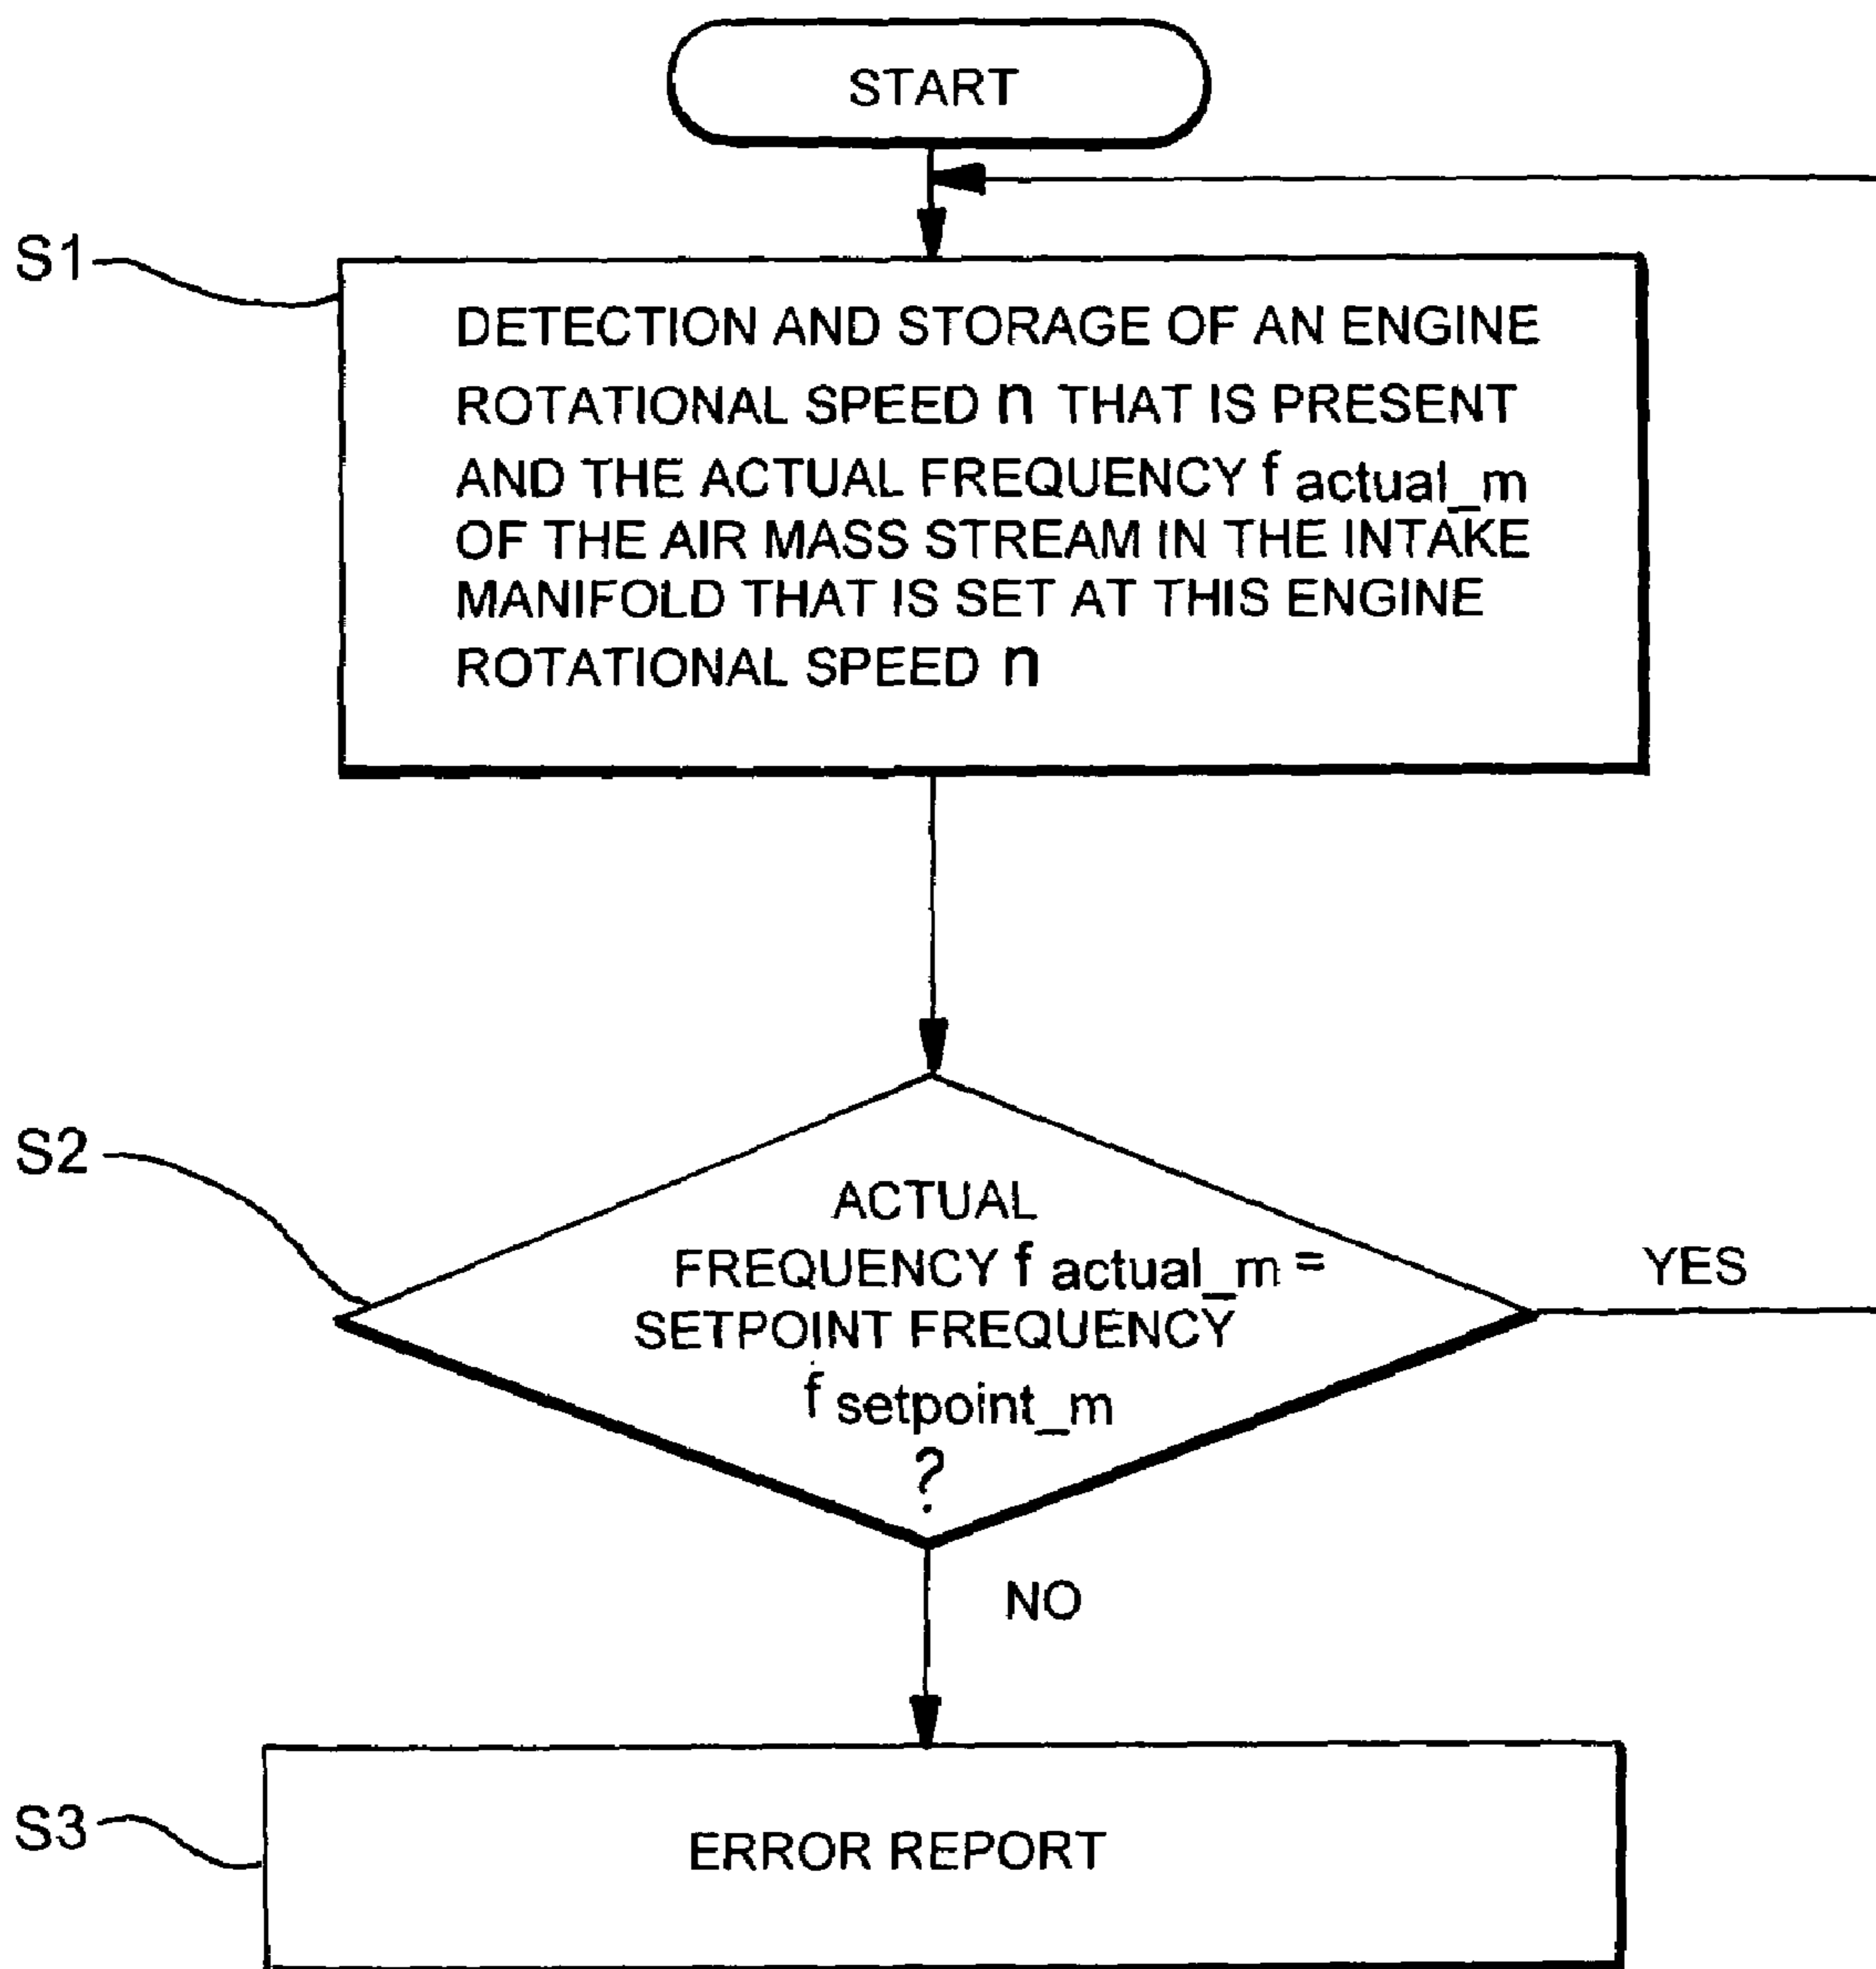 START
S1
DETECTION AND STORAGE OF AN ENGINE
ROTATIONAL SPEED n THAT IS PRESENT
AND THE ACTUAL FREQUENCY f actual_m
OF THE AIR MASS STREAM IN THE INTAKE
MANIFOLD THAT IS SET AT THIS ENGINE
ROTATIONAL SPEED n
S2
ACTUAL
FREQUENCY f actual_m =
SETPOINT FREQUENCY
f setpoint_m
?
YES
NO
S3
ERROR REPORT